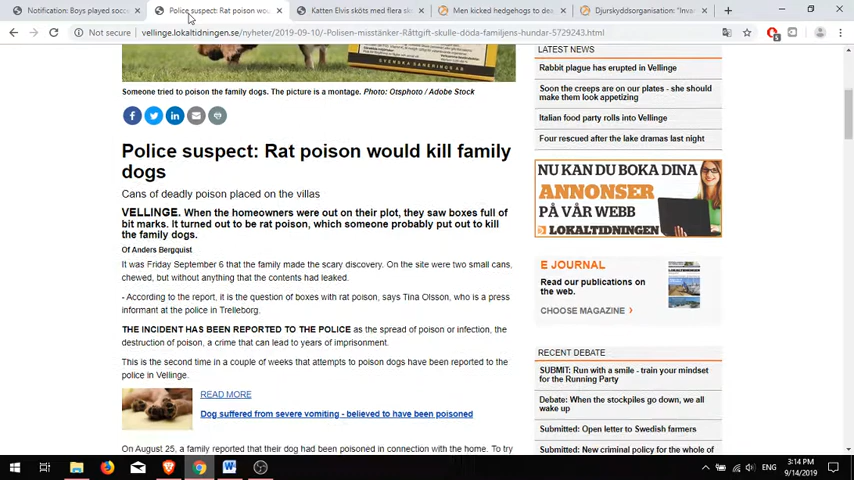 Notification: Boys played socce
Police suspect: Rat poison wou
Katten Elvis sköts med flera sk
Men kicked hedgehogs to dea
Djurskyddsorganisation: "Inva
Not secure
vellinge.lokaltidningen.se/nyheter/2019-09-10/-Polisen-misstänker-Råttgift-skulle-döda-familjens-hundar-5729243.html
SVENSKA SANERINGS AB
Someone tried to poison the family dogs. The picture is a montage. Photo: Otsphoto / Adobe Stock
Police suspect: Rat poison would kill family
dogs
Cans of deadly poison placed on the villas
VELLINGE. When the homeowners were out on their plot, they saw boxes full of
bit marks. It turned out to be rat poison, which someone probably put out to kill
the family dogs.
Of Anders Bergquist
It was Friday September 6 that the family made the scary discovery. On the site were two small cans,
chewed, but without anything that the contents had leaked.
- According to the report, it is the question of boxes with rat poison, says Tina Olsson, who is a press
informant at the police in Trelleborg.
THE INCIDENT HAS BEEN REPORTED TO THE POLICE as the spread of poison or infection, the
destruction of poison, a crime that can lead to years of imprisonment.
This is the second time in a couple of weeks that attempts to poison dogs have been reported to the
police in Vellinge.
READ MORE
Dog suffered from severe vomiting - believed to have been poisoned
On August 25, a family reported that their dog had been poisoned in connection with the home. To try
LATEST NEWS
Rabbit plague has erupted in Vellinge
Soon the creeps are on our plates - she should
make them look appetizing
Italian food party rolls into Vellinge
Four rescued after the lake dramas last night
NU KAN DU BOKA DINA
ANNONSER
PÅ VÅR WEBB
LOKALTIDNINGEN
E JOURNAL
Read our publications on
the web.
CHOOSE MAGAZINE
RECENT DEBATE
SUBMIT: Run with a smile - train your mindset
for the Running Party
Debate: When the stockpiles go down, we all
wake up
Submitted: Open letter to Swedish farmers
Submitted: New criminal policy for the whole of
ENG
3:14 PM
9/14/2019